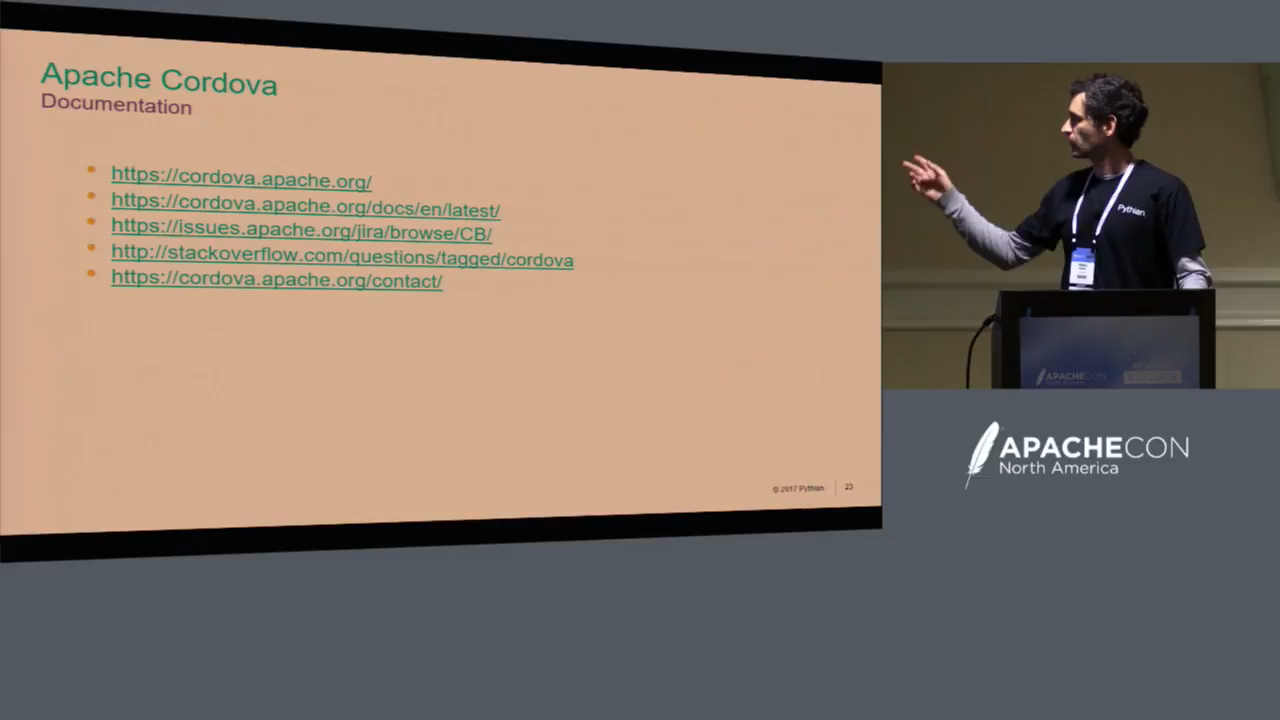 Apache Cordova
Documentation
https://cordova.apache.org/
https://cordova.apache.org/docs/en/latest/
https://issues.apache.org/jira/browse/CB/
http://stackoverflow.com/questions/tagged/cordova
https://cordova.apache.org/contact/
© 2017 Pythian
23
Pythian
APACHECON
APACHECON
North America